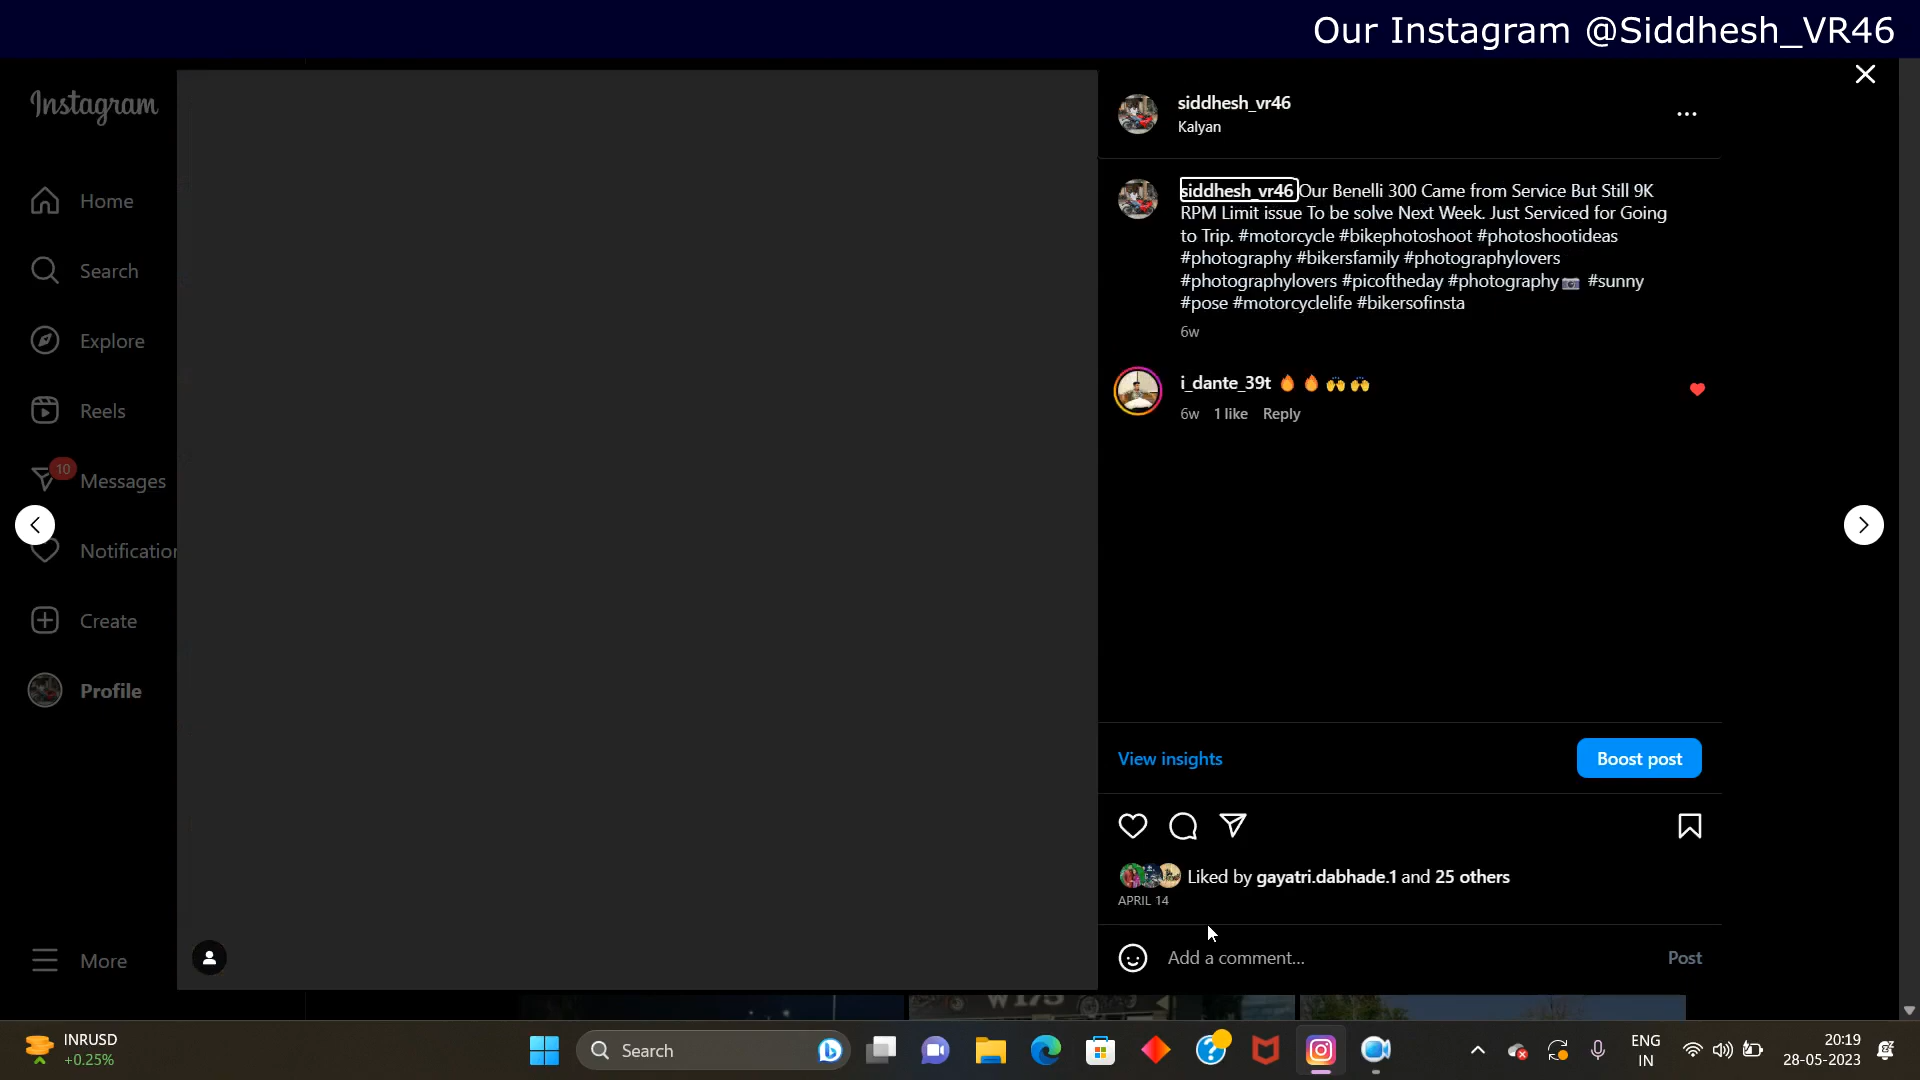 Our Instagram @Siddhesh_VR46
Instagram
siddhesh_vr46
Kalyan
siddhesh_vr46 Our Benelli 300 Came from Service But Still 9K
RPM Limit issue To be solve Next Week. Just Serviced for Going
to Trip. #motorcycle #bikephotoshoot #photoshootideas
#photography #bikersfamily #photographylovers
#photographylovers #picoftheday #photography📷 #sunny
#pose #motorcyclelife #bikersofinsta
6w
i_dante_39t 🔥🔥🙌🙌
6w 1 like Reply
Home
Search
Explore
Reels
10
Messages
Notification
Create
Profile
More
View insights
Boost post
Liked by gayatri.dabhade.1 and 25 others
APRIL 14
Add a comment...
Post
W175
INRUSD
+0.25%
Search
ENG
IN
20:19
28-05-2023